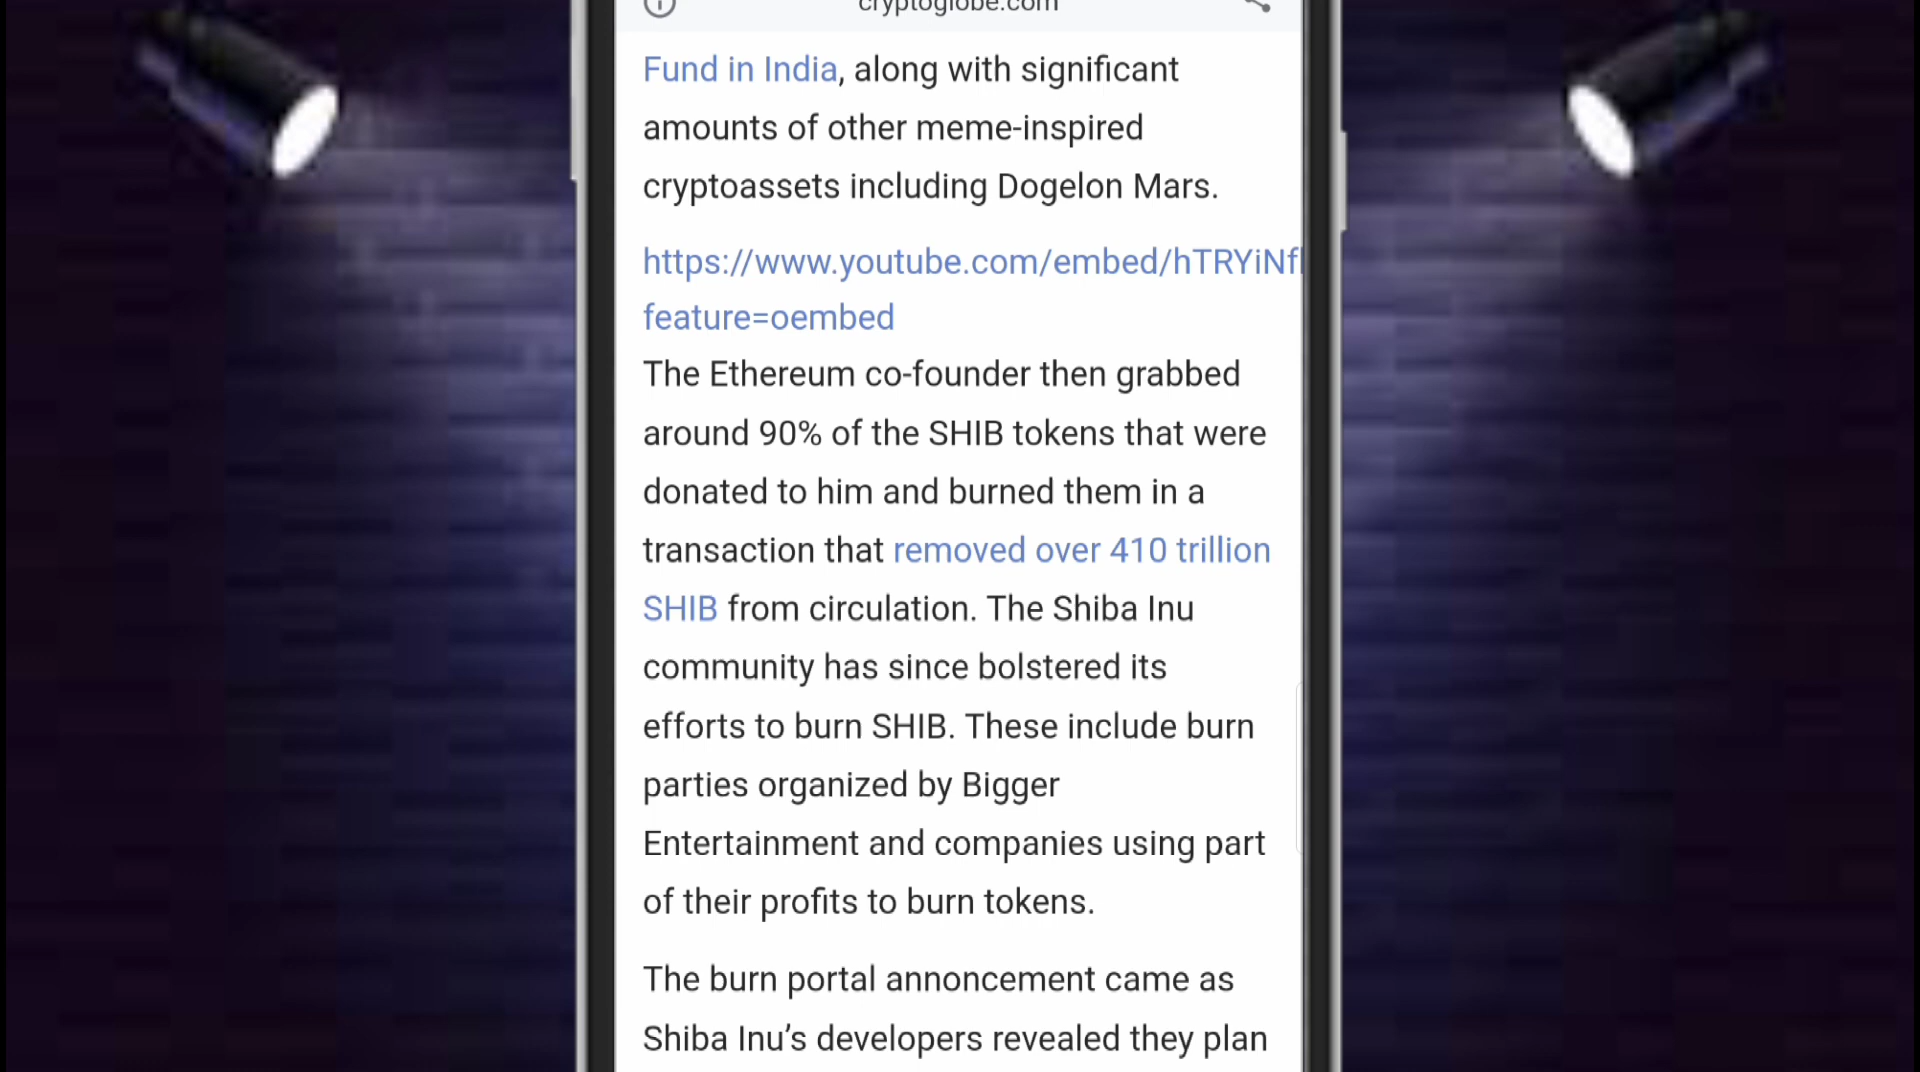 cryptoglobe.com
Fund in India, along with significant
amounts of other meme-inspired
cryptoassets including Dogelon Mars.
https://www.youtube.com/embed/hTRYiNf
feature=oembed
The Ethereum co-founder then grabbed
around 90% of the SHIB tokens that were
donated to him and burned them in a
transaction that removed over 410 trillion
SHIB from circulation. The Shiba Inu
community has since bolstered its
efforts to burn SHIB. These include burn
parties organized by Bigger
Entertainment and companies using part
of their profits to burn tokens.
The burn portal annoncement came as
Shiba Inu’s developers revealed they plan